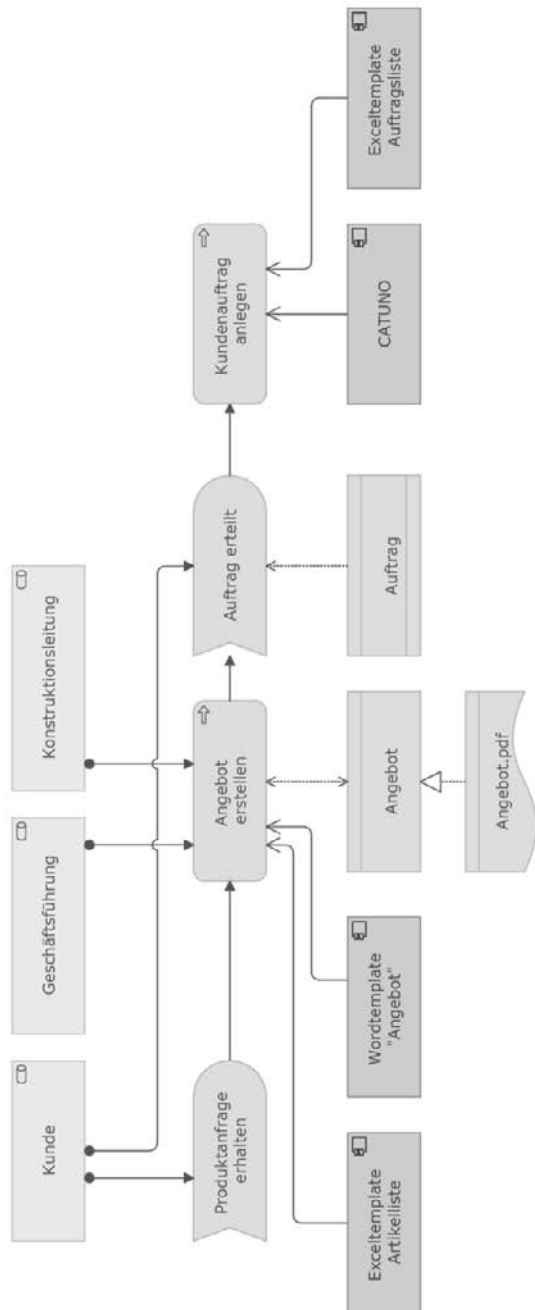 Kunde
Geschäftsführung
Konstruktionsleitung
Produktanfrage
erhalten
Angebot
erstellen
Auftrag erteilt
Kundenauftrag
anlegen
Exceltemplate
Artikelliste
Wordtemplate
"Angebot"
Angebot
Auftrag
CATUNO
Exceltemplate
Auftragsliste
Angebot.pdf